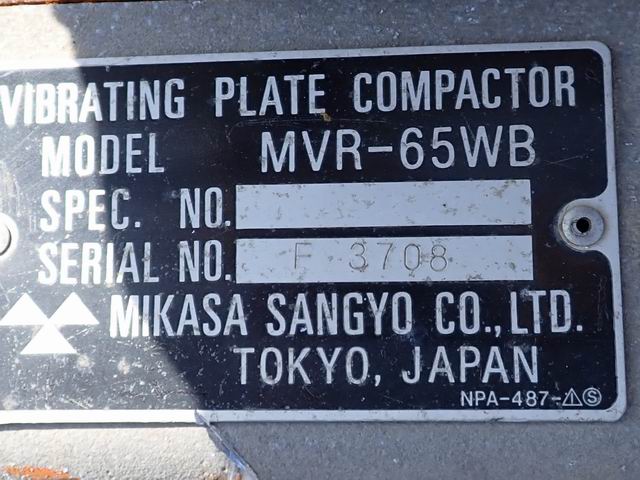 VIBRATING PLATE COMPACTOR
MODEL MVR-65WB
SPEC. NO.
SERIAL NO. F 3708
MIKASA SANGYO CO., LTD.
TOKYO, JAPAN
NPA-487-⚠Ⓢ